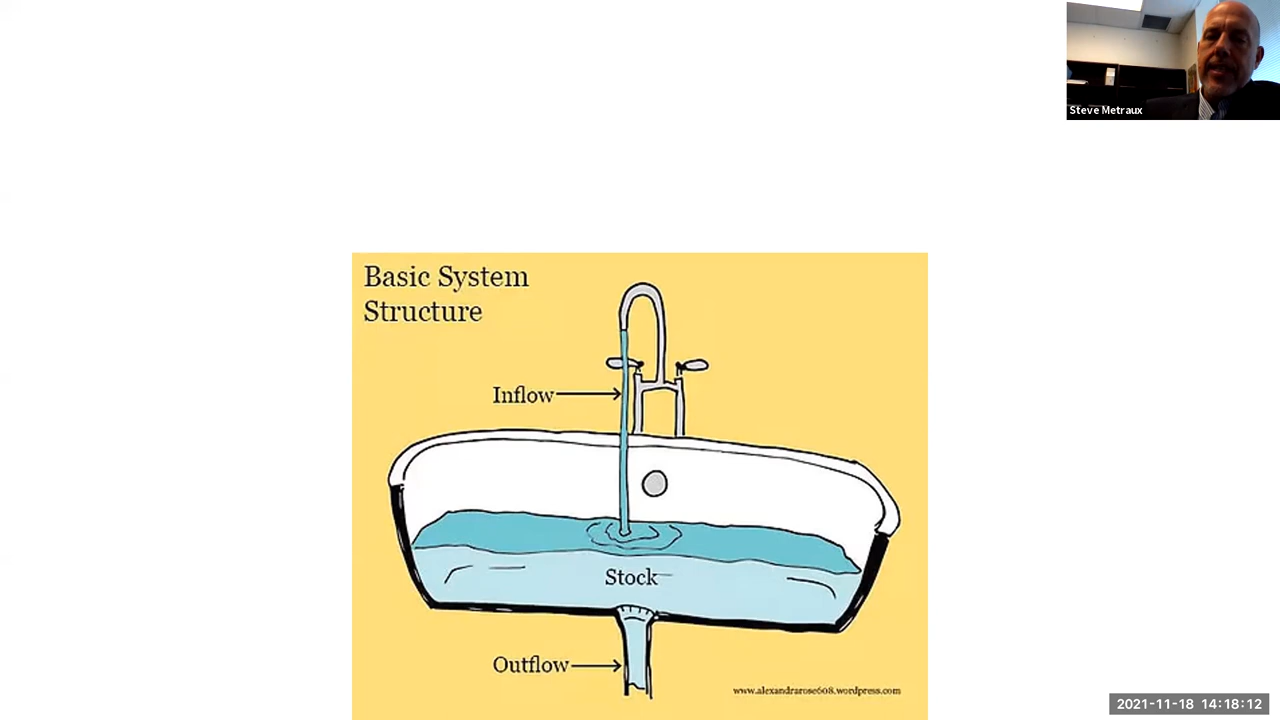 Steve Metraux
Basic System
Structure
Inflow
Stock
Outflow
www.alexandrarose608.wordpress.com
2021-11-18 14:18:12